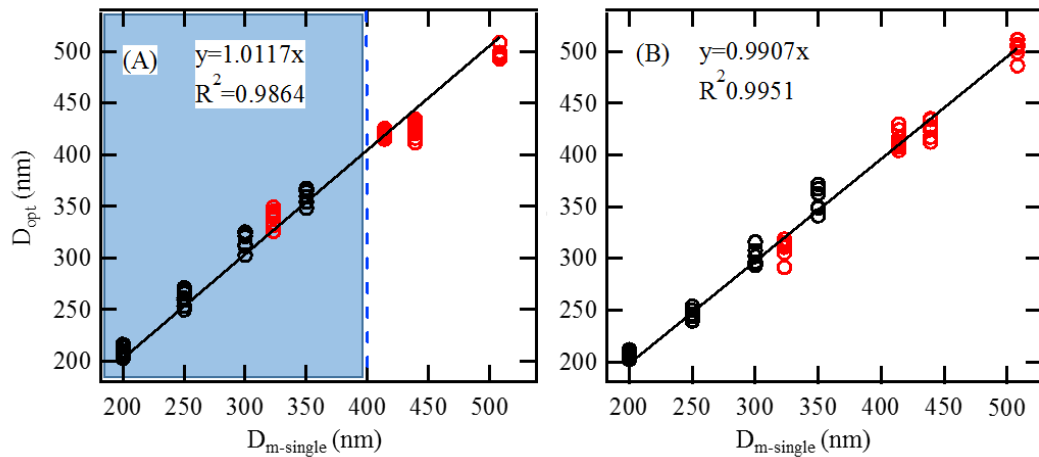 (A)
y=1.0117x
R2=0.9864
500
450
400
350
300
250
200
Dopt (nm)
200 250 300 350 400 450 500
Dm-single (nm)
(B)
y=0.9907x
R20.9951
500
450
400
350
300
250
200
200 250 300 350 400 450 500
Dm-single (nm)